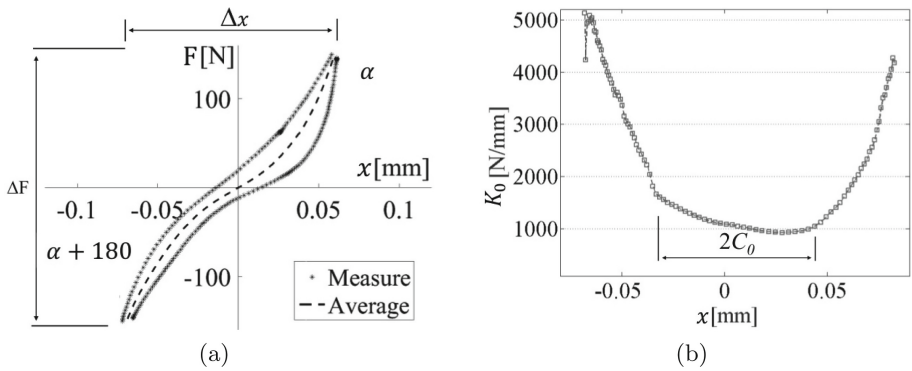 Δx
F[N]
α
100
x[mm]
ΔF
-0.1
-0.05
0.05
0.1
α + 180
-100
Measure
Average
(a)
5000
4000
3000
2000
1000
K₀ [N/mm]
2C₀
-0.05
0
0.05
x[mm]
(b)